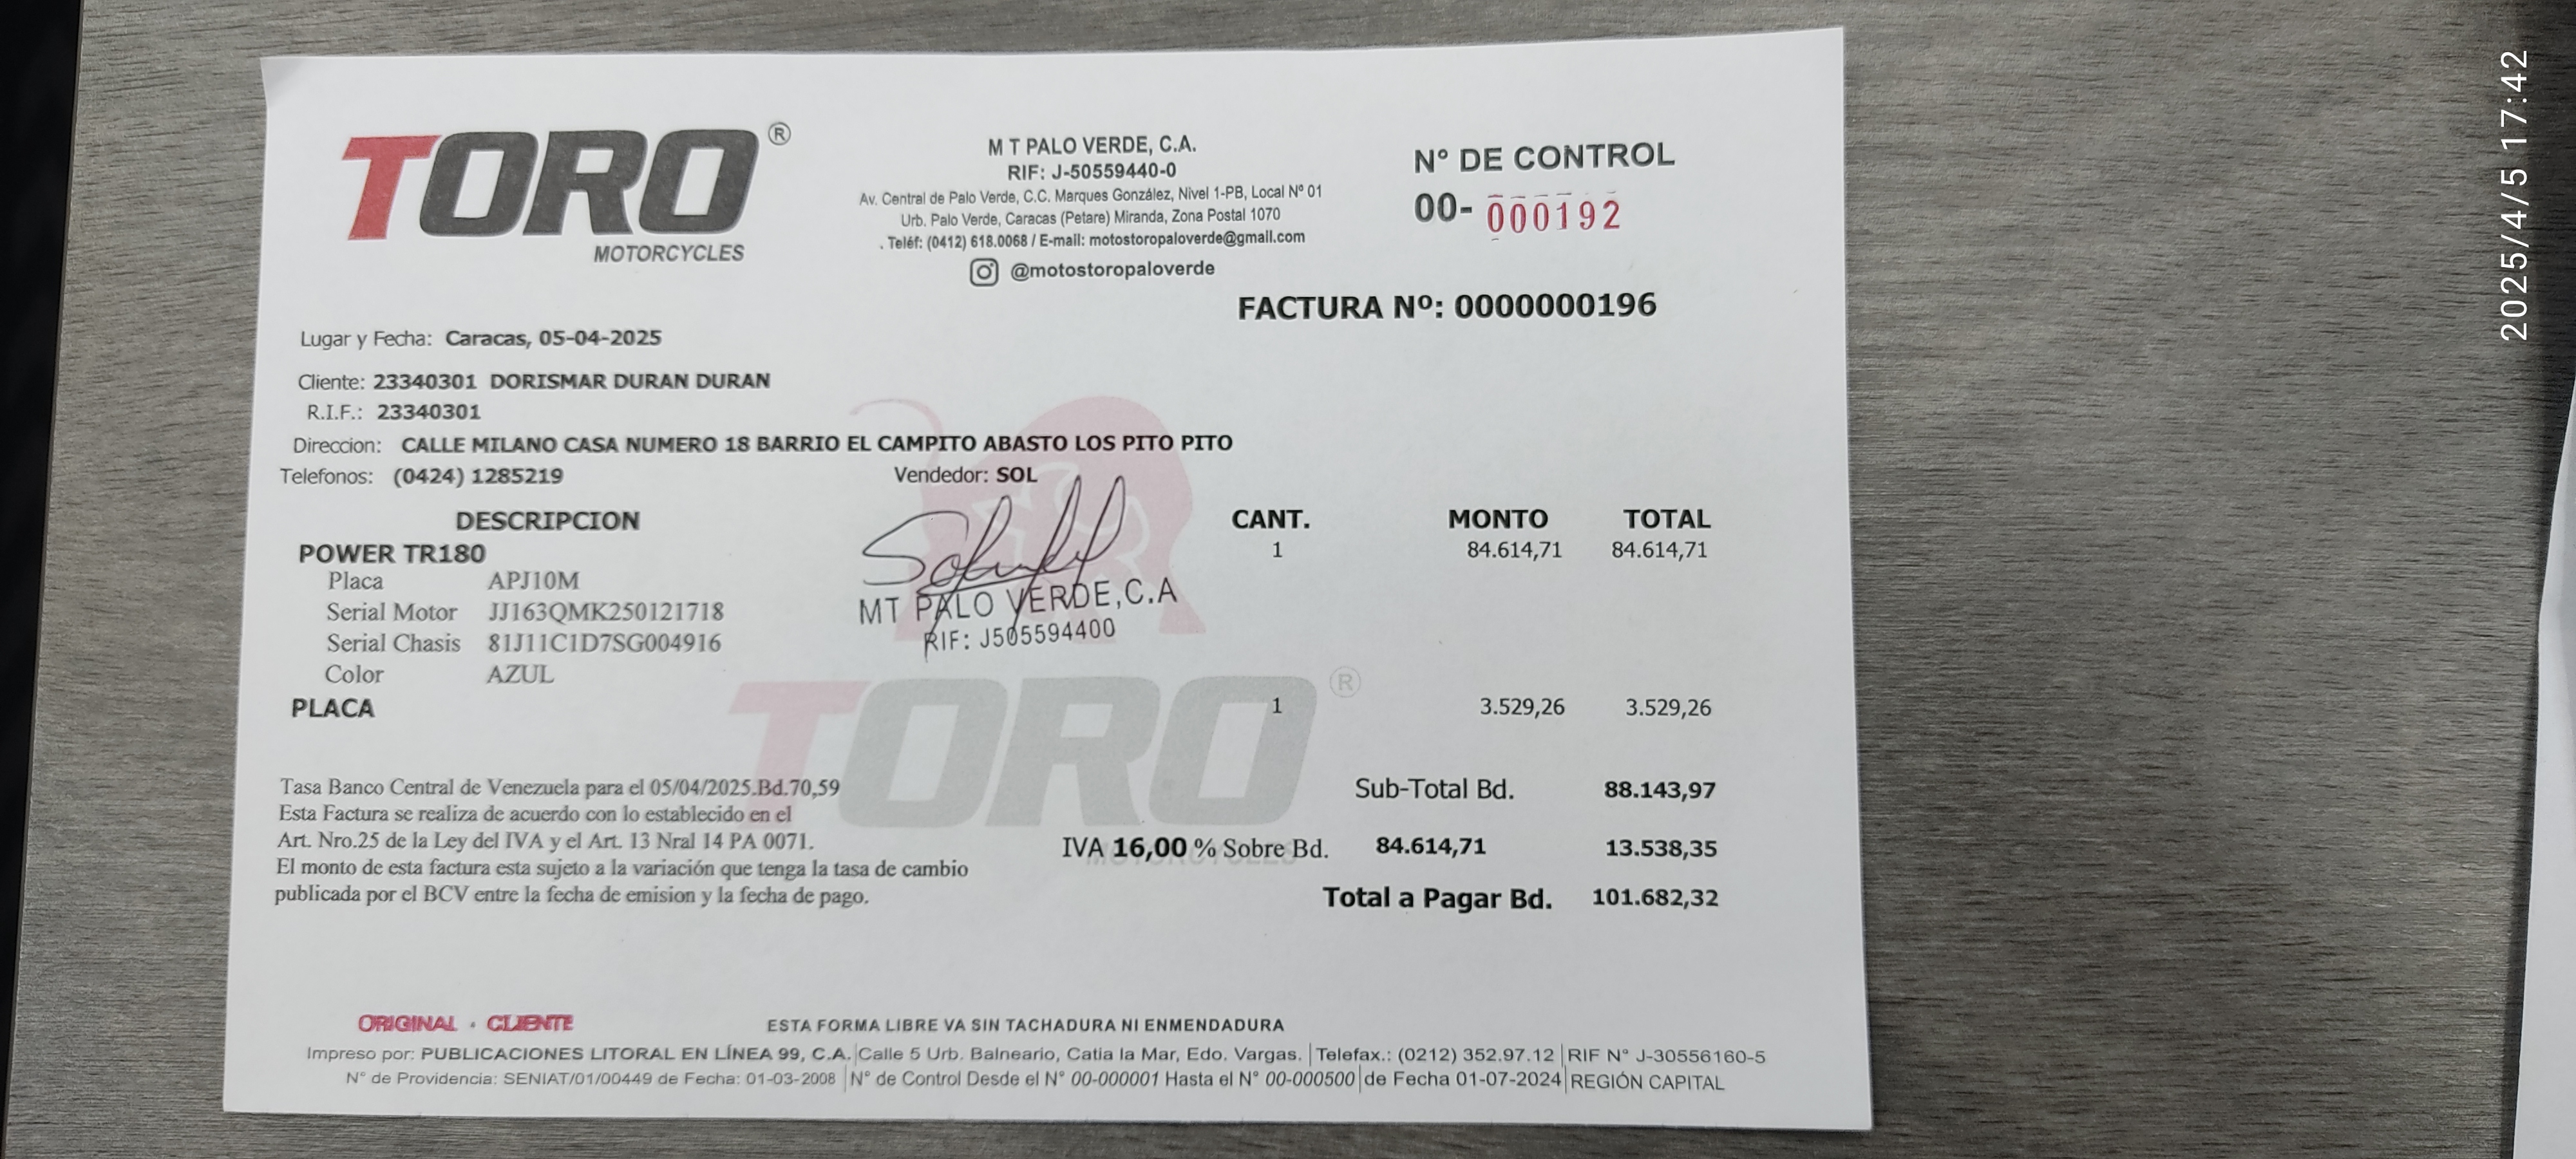 TORO®
MOTORCYCLES
M T PALO VERDE, C.A.
RIF: J-50559440-0
Av. Central de Palo Verde, C.C. Marques González, Nivel 1-PB, Local Nº 01
Urb. Palo Verde, Caracas (Petare) Miranda, Zona Postal 1070
. Teléf: (0412) 618.0068 / E-mail: motostoropaloverde@gmail.com
@motostoropaloverde
N° DE CONTROL
00- 000192
FACTURA Nº: 0000000196
Lugar y Fecha: Caracas, 05-04-2025
Cliente: 23340301 DORISMAR DURAN DURAN
R.I.F.: 23340301
Direccion: CALLE MILANO CASA NUMERO 18 BARRIO EL CAMPITO ABASTO LOS PITO PITO
Telefonos: (0424) 1285219 Vendedor: SOL
DESCRIPCION CANT. MONTO TOTAL
POWER TR180 1 84.614,71 84.614,71
Placa APJ10M
Serial Motor JJ163QMK250121718
Serial Chasis 81J11C1D7SG004916
Color AZUL
MT PALO VERDE,C.A
RIF: J505594400
PLACA 1 3.529,26 3.529,26
TORO®
MOTORCYCLES
Tasa Banco Central de Venezuela para el 05/04/2025.Bd.70,59
Esta Factura se realiza de acuerdo con lo establecido en el
Art. Nro.25 de la Ley del IVA y el Art. 13 Nral 14 PA 0071.
El monto de esta factura esta sujeto a la variación que tenga la tasa de cambio
publicada por el BCV entre la fecha de emision y la fecha de pago.
Sub-Total Bd. 88.143,97
IVA 16,00 % Sobre Bd. 84.614,71 13.538,35
Total a Pagar Bd. 101.682,32
ORIGINAL - CLIENTE
ESTA FORMA LIBRE VA SIN TACHADURA NI ENMENDADURA
Impreso por: PUBLICACIONES LITORAL EN LÍNEA 99, C.A. Calle 5 Urb. Balneario, Catia la Mar, Edo. Vargas. Telefax.: (0212) 352.97.12 RIF N° J-30556160-5
N° de Providencia: SENIAT/01/00449 de Fecha: 01-03-2008 N° de Control Desde el N° 00-000001 Hasta el N° 00-000500 de Fecha 01-07-2024 REGIÓN CAPITAL
2025/4/5 17:42